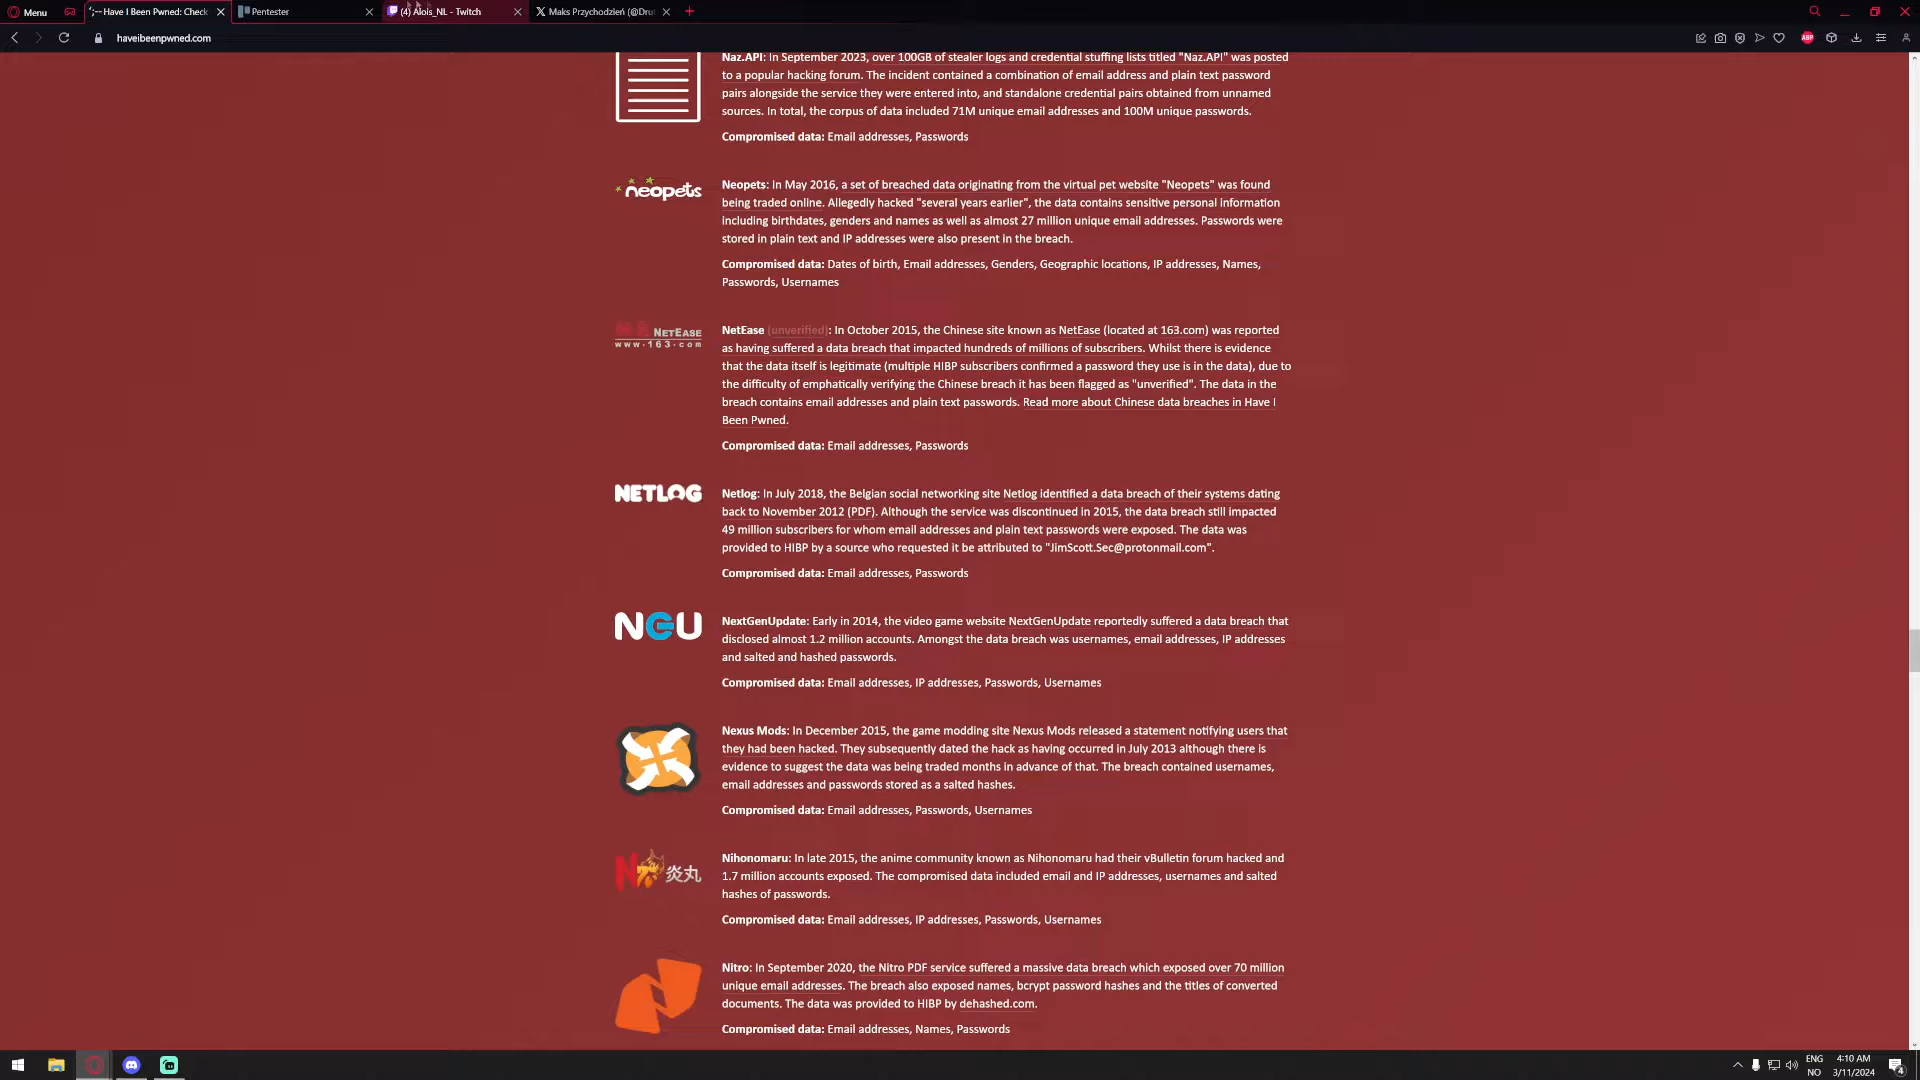 Menu
Have I Been Pwned: Check
Pentester
(4) Alois_NL - Twitch
Maks Przychodzień (@Dru
haveibeenpwned.com
ABP
Naz.API: In September 2023, over 100GB of stealer logs and credential stuffing lists titled "Naz.API" was posted
to a popular hacking forum. The incident contained a combination of email address and plain text password
pairs alongside the service they were entered into, and standalone credential pairs obtained from unnamed
sources. In total, the corpus of data included 71M unique email addresses and 100M unique passwords.
Compromised data: Email addresses, Passwords
neopets
Neopets: In May 2016, a set of breached data originating from the virtual pet website "Neopets" was found
being traded online. Allegedly hacked "several years earlier", the data contains sensitive personal information
including birthdates, genders and names as well as almost 27 million unique email addresses. Passwords were
stored in plain text and IP addresses were also present in the breach.
Compromised data: Dates of birth, Email addresses, Genders, Geographic locations, IP addresses, Names,
Passwords, Usernames
NETEASE
www.163.com
NetEase (unverified): In October 2015, the Chinese site known as NetEase (located at 163.com) was reported
as having suffered a data breach that impacted hundreds of millions of subscribers. Whilst there is evidence
that the data itself is legitimate (multiple HIBP subscribers confirmed a password they use is in the data), due to
the difficulty of emphatically verifying the Chinese breach it has been flagged as "unverified". The data in the
breach contains email addresses and plain text passwords. Read more about Chinese data breaches in Have I
Been Pwned.
Compromised data: Email addresses, Passwords
NETLOG
Netlog: In July 2018, the Belgian social networking site Netlog identified a data breach of their systems dating
back to November 2012 (PDF). Although the service was discontinued in 2015, the data breach still impacted
49 million subscribers for whom email addresses and plain text passwords were exposed. The data was
provided to HIBP by a source who requested it be attributed to "JimScott.Sec@protonmail.com".
Compromised data: Email addresses, Passwords
NGU
NextGenUpdate: Early in 2014, the video game website NextGenUpdate reportedly suffered a data breach that
disclosed almost 1.2 million accounts. Amongst the data breach was usernames, email addresses, IP addresses
and salted and hashed passwords.
Compromised data: Email addresses, IP addresses, Passwords, Usernames
Nexus Mods: In December 2015, the game modding site Nexus Mods released a statement notifying users that
they had been hacked. They subsequently dated the hack as having occurred in July 2013 although there is
evidence to suggest the data was being traded months in advance of that. The breach contained usernames,
email addresses and passwords stored as a salted hashes.
Compromised data: Email addresses, Passwords, Usernames
N炎丸
Nihonomaru: In late 2015, the anime community known as Nihonomaru had their vBulletin forum hacked and
1.7 million accounts exposed. The compromised data included email and IP addresses, usernames and salted
hashes of passwords.
Compromised data: Email addresses, IP addresses, Passwords, Usernames
Nitro: In September 2020, the Nitro PDF service suffered a massive data breach which exposed over 70 million
unique email addresses. The breach also exposed names, bcrypt password hashes and the titles of converted
documents. The data was provided to HIBP by dehashed.com.
Compromised data: Email addresses, Names, Passwords
ENG
NO
4:10 AM
3/11/2024
4